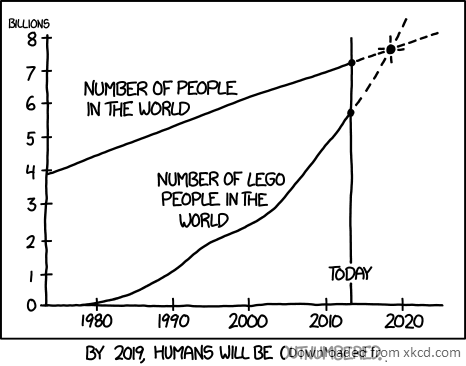 BILLIONS
8
7
6
5
4
3
2
1
0
NUMBER OF PEOPLE
IN THE WORLD
NUMBER OF LEGO
PEOPLE IN THE
WORLD
TODAY
1980
1990
2000
2010
2020
BY 2019, HUMANS WILL BE OUTNUMBERED.
Downloaded from xkcd.com